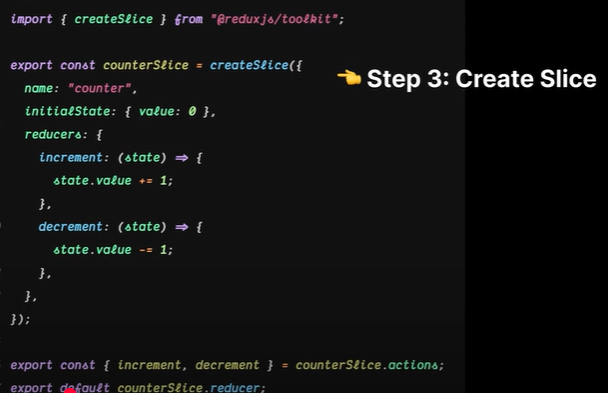 import { createSlice } from "@reduxjs/toolkit";
export const counterSlice = createSlice({
👈 Step 3: Create Slice
name: "counter",
initialState: { value: 0 },
reducers: {
increment: (state) => {
state.value += 1;
},
decrement: (state) => {
state.value -= 1;
},
},
});
export const { increment, decrement } = counterSlice.actions;
export default counterSlice.reducer;